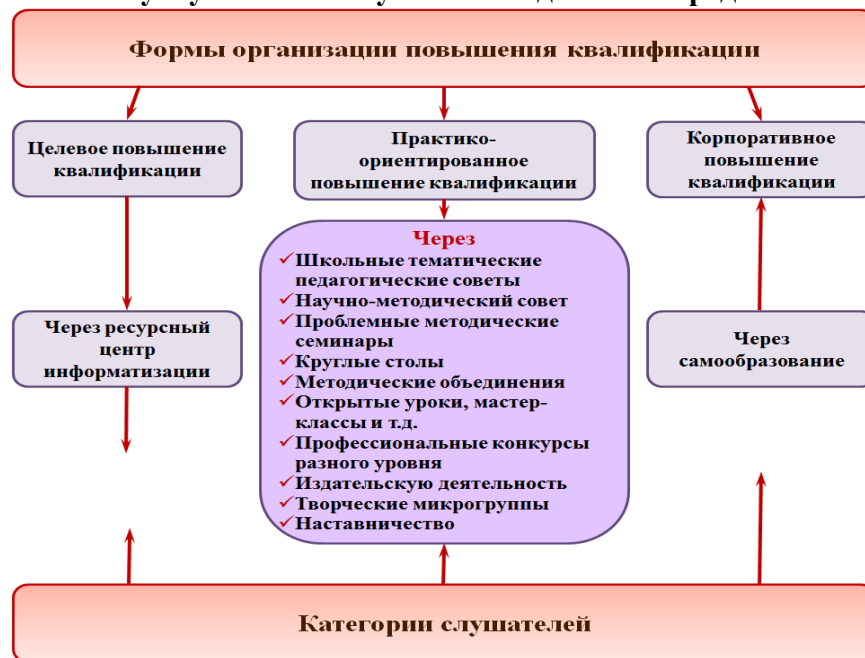 Формы организации повышения квалификации
Целевое повышение
квалификации
Практико-
ориентированное
повышение квалификации
Корпоративное
повышение
квалификации
Через
Школьные тематические
педагогические советы
Научно-методический совет
Проблемные методические
семинары
Круглые столы
Методические объединения
Открытые уроки, мастер-
классы и т.д.
Профессиональные конкурсы
разного уровня
Издательскую деятельность
Творческие микрогруппы
Наставничество
Через ресурсный
центр
информатизации
Через
самообразование
Категории слушателей